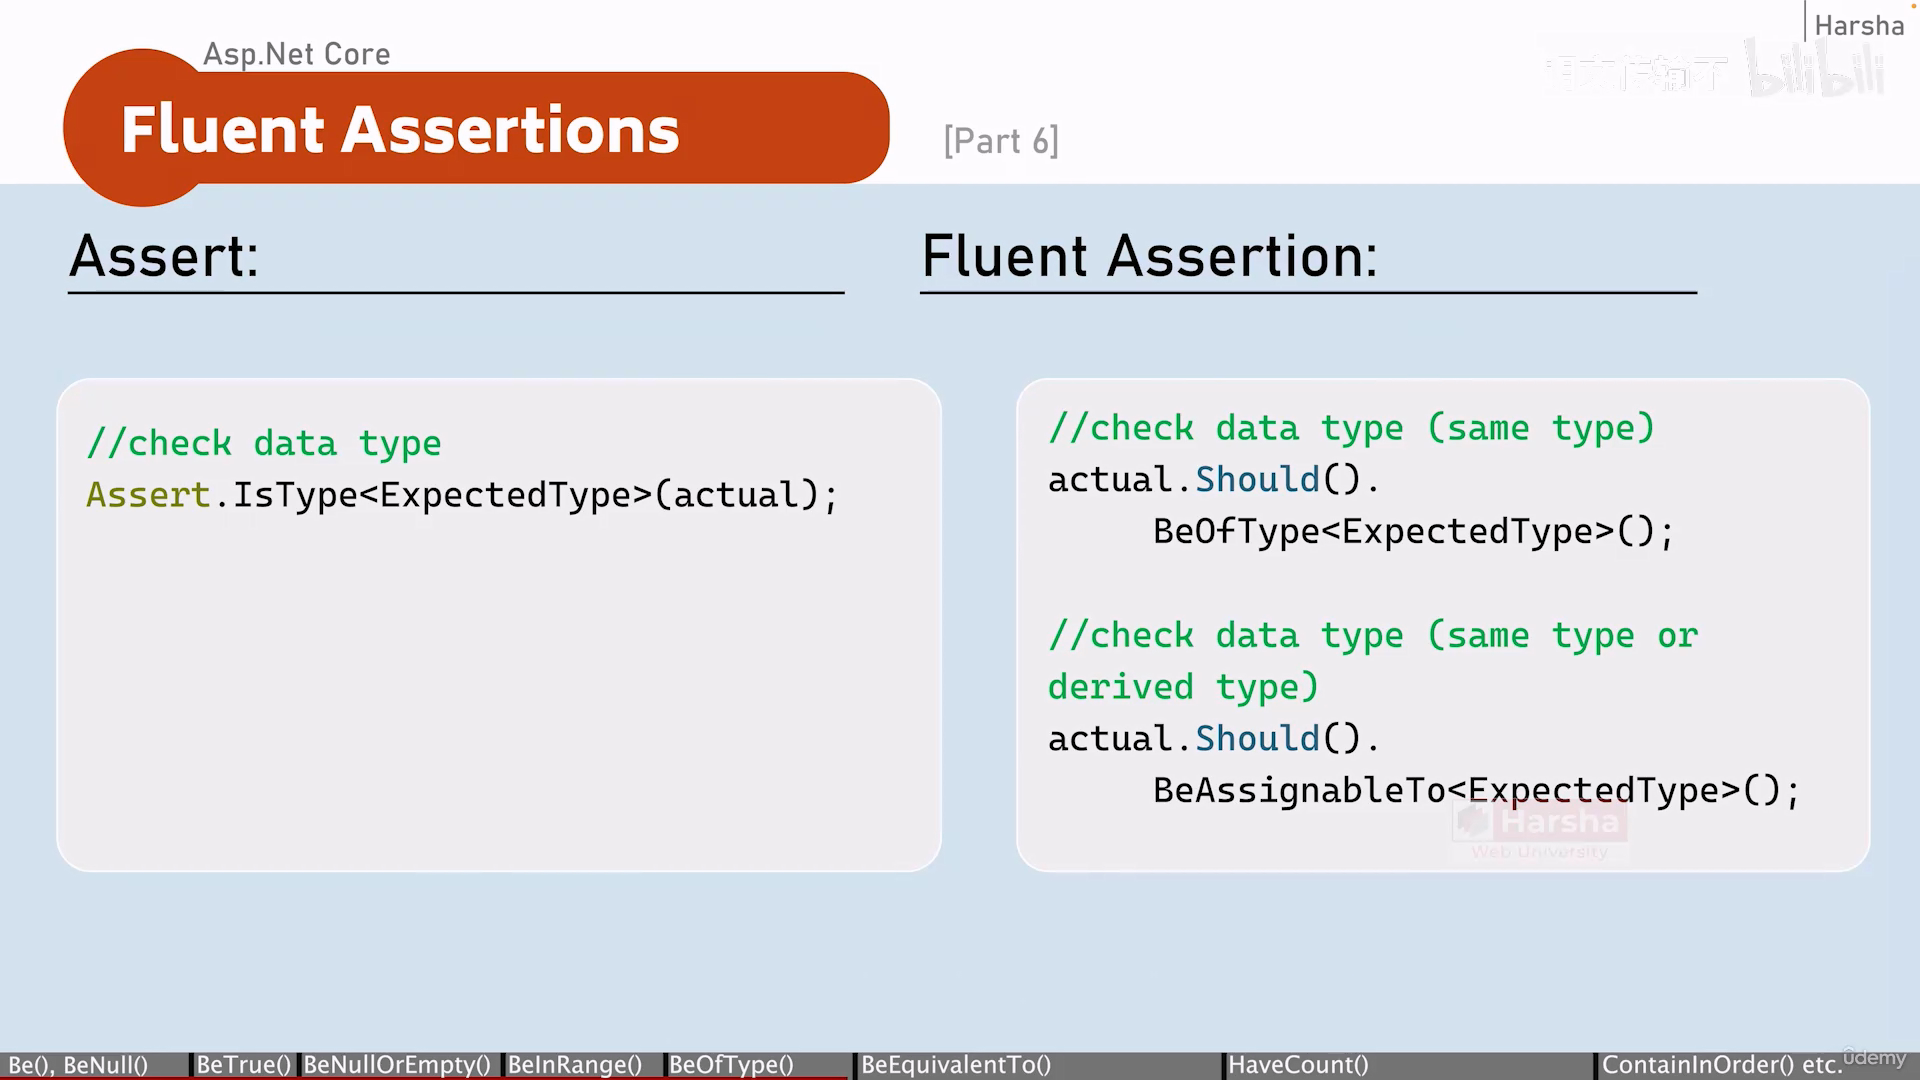 Harsha
bilibili
Asp.Net Core
Fluent Assertions
[Part 6]
Assert:
//check data type
Assert.IsType<ExpectedType>(actual);
Fluent Assertion:
//check data type (same type)
actual.Should().
BeOfType<ExpectedType>();
//check data type (same type or
derived type)
actual.Should().
BeAssignableTo<ExpectedType>();
Harsha
Web University
Be(), BeNull()
BeTrue()
BeNullOrEmpty()
BeInRange()
BeOfType()
BeEquivalentTo()
HaveCount()
ContainInOrder() etc.
ûdemy